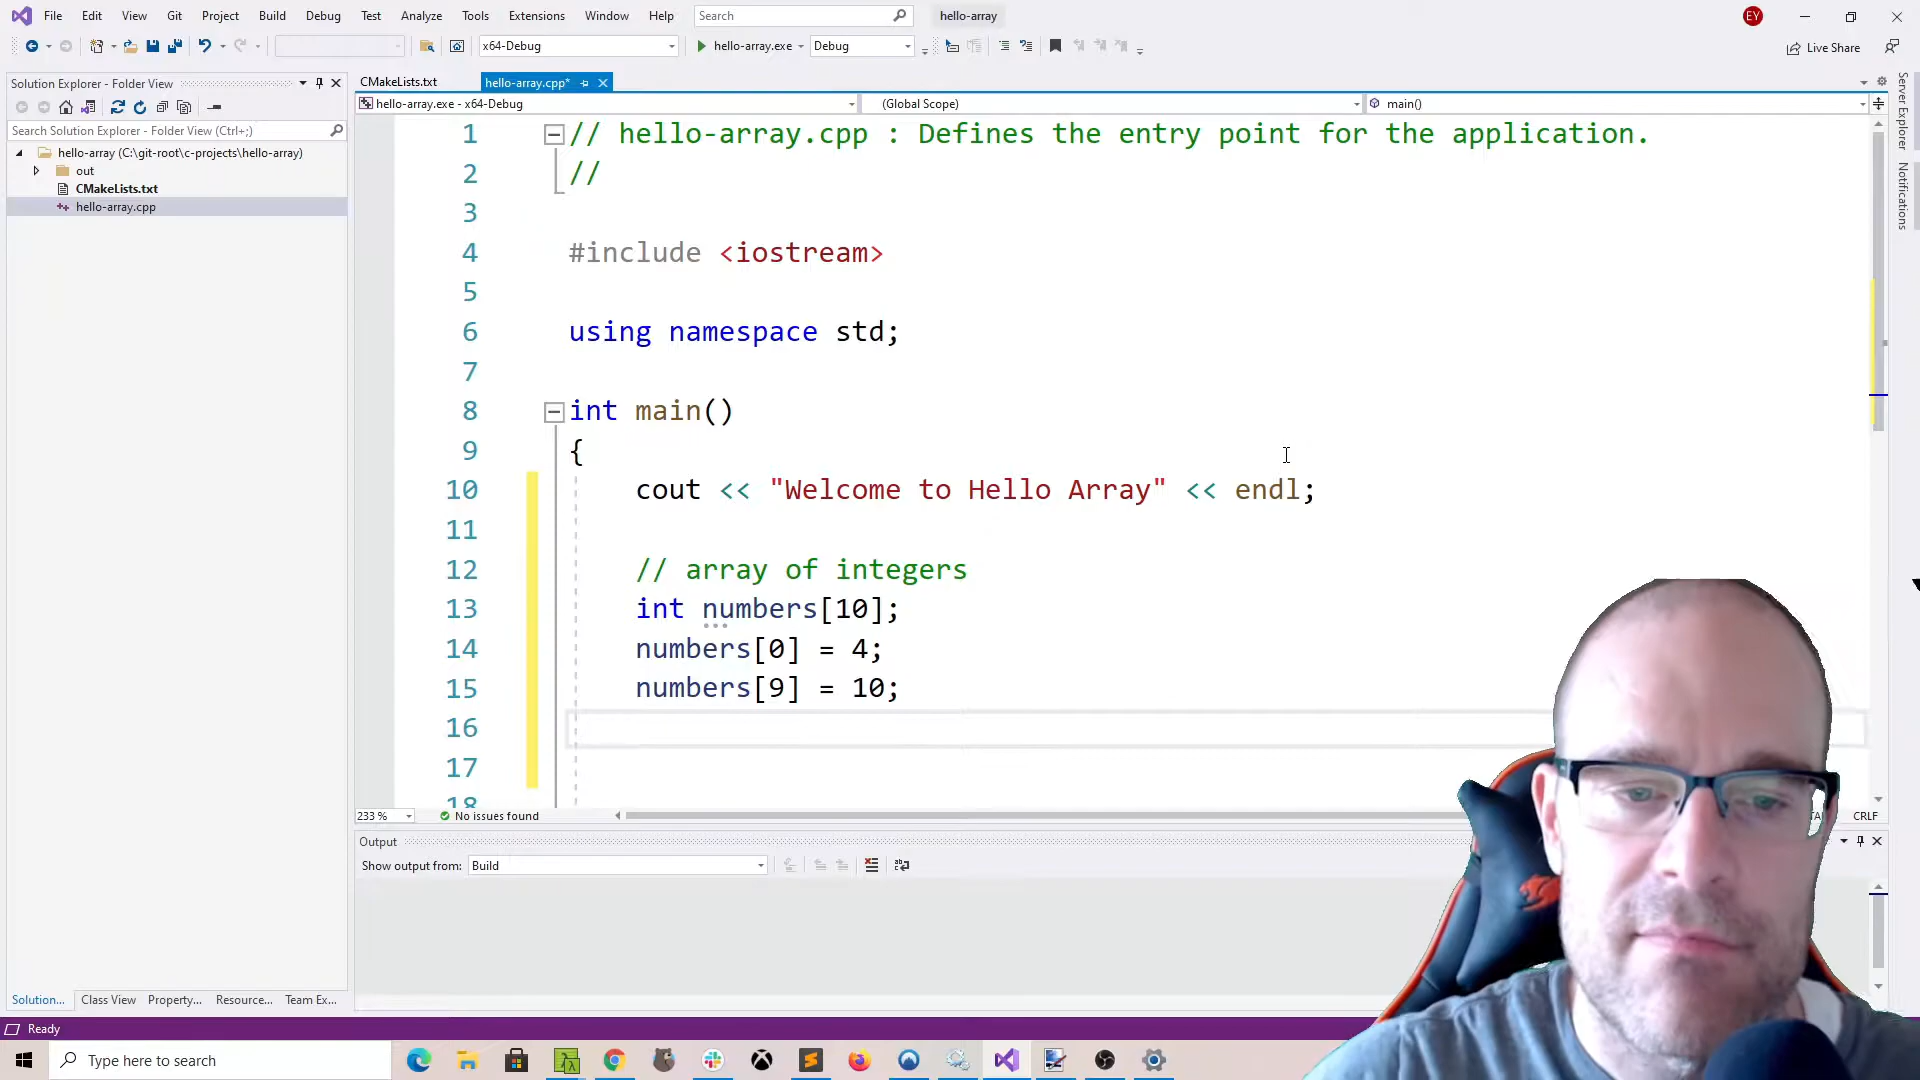 File Edit View Git Project Build Debug Test Analyze Tools Extensions Window Help Search hello-array EY
x64-Debug hello-array.exe Debug Live Share
Solution Explorer - Folder View
Search Solution Explorer - Folder View (Ctrl+;)
hello-array (C:\git-root\c-projects\hello-array)
out
CMakeLists.txt
hello-array.cpp
CMakeLists.txt hello-array.cpp*
hello-array.exe - x64-Debug (Global Scope) main()
1 // hello-array.cpp : Defines the entry point for the application.
2 //
3
4 #include <iostream>
5
6 using namespace std;
7
8 int main()
9 {
10 cout << "Welcome to Hello Array" << endl;
11
12 // array of integers
13 int numbers[10];
14 numbers[0] = 4;
15 numbers[9] = 10;
16
17
18
233 % No issues found CRLF
Output
Show output from: Build
Solution... Class View Property... Resource... Team Ex...
Ready
Type here to search
Server Explorer
Notifications